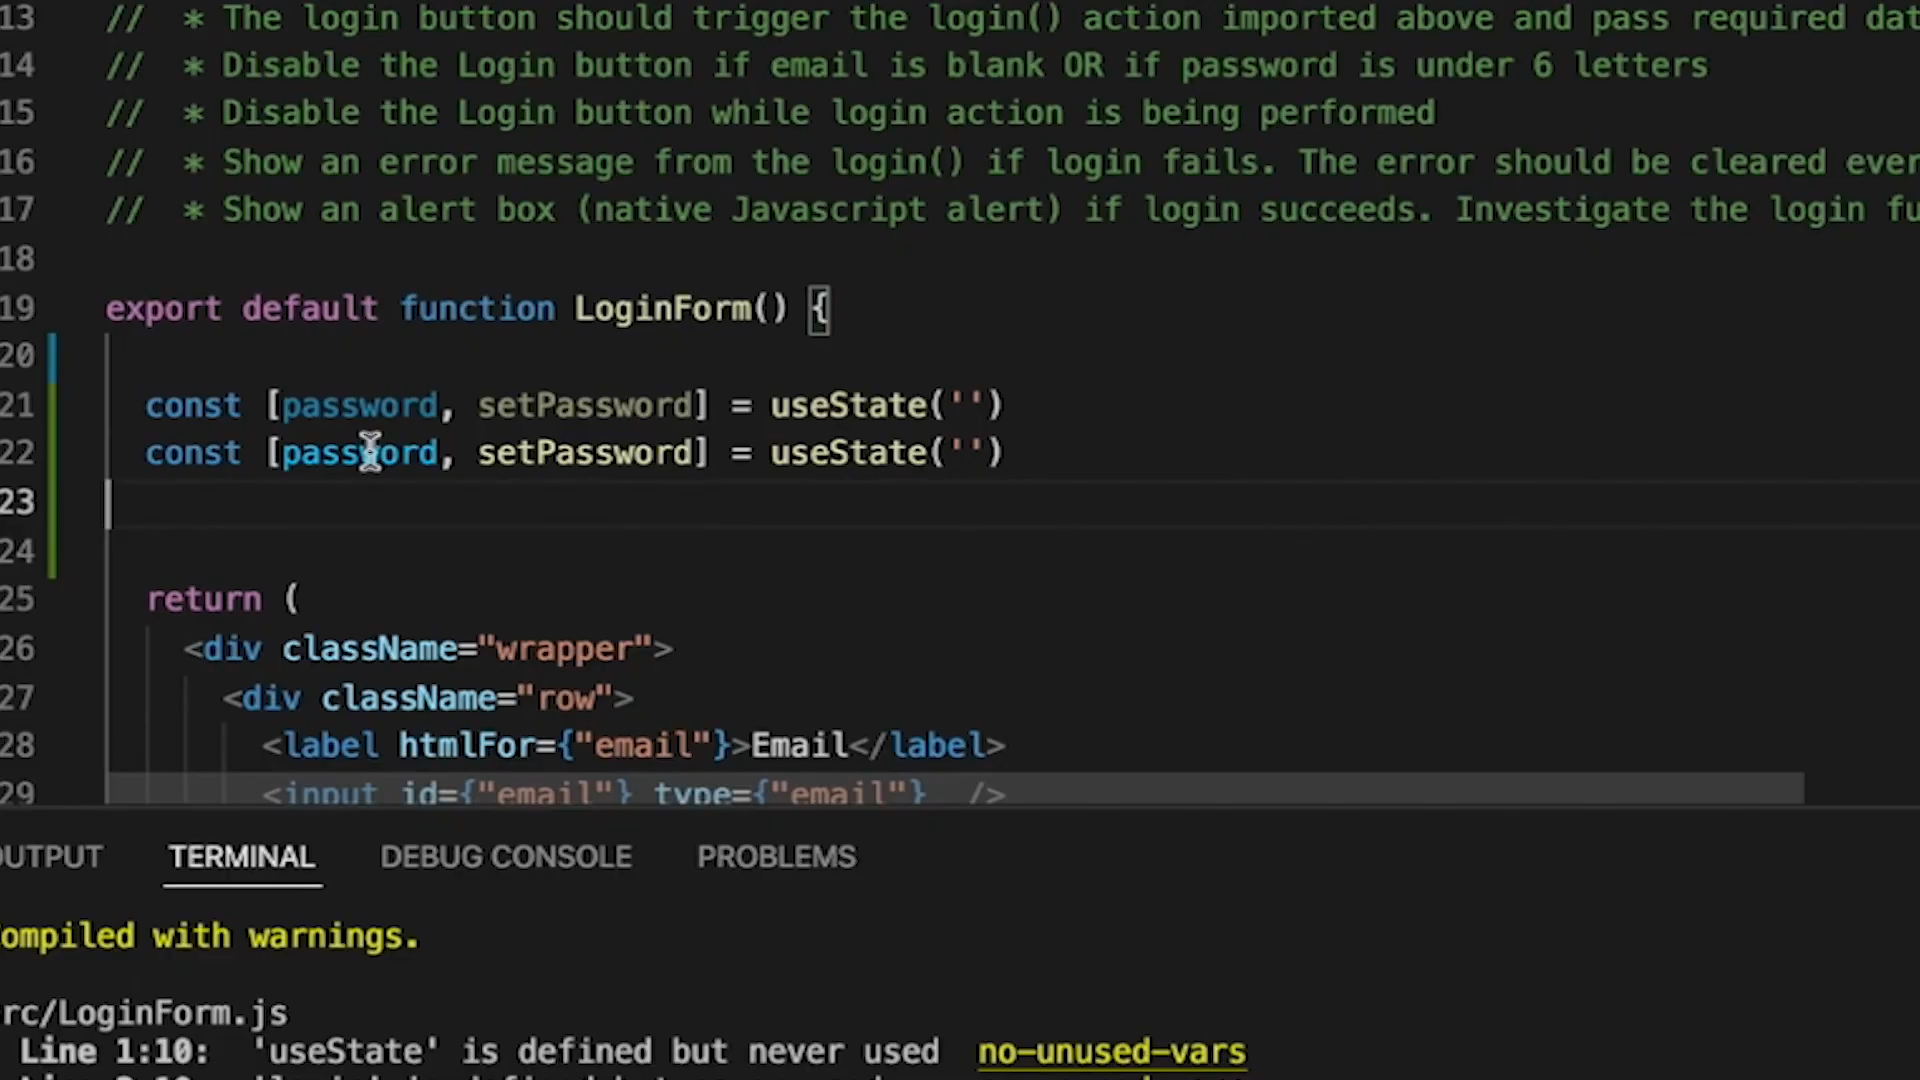 13 // * The login button should trigger the login() action imported above and pass required dat
14 // * Disable the Login button if email is blank OR if password is under 6 letters
15 // * Disable the Login button while login action is being performed
16 // * Show an error message from the login() if login fails. The error should be cleared ever
17 // * Show an alert box (native Javascript alert) if login succeeds. Investigate the login fu
18
19 export default function LoginForm() {
20
21 const [password, setPassword] = useState('')
22 const [password, setPassword] = useState('')
23
24
25 return (
26 <div className="wrapper">
27 <div className="row">
28 <label htmlFor={"email"}>Email</label>
29 <input id={"email"} type={"email"} />
OUTPUT TERMINAL DEBUG CONSOLE PROBLEMS
ompiled with warnings.
rc/LoginForm.js
Line 1:10: 'useState' is defined but never used no-unused-vars